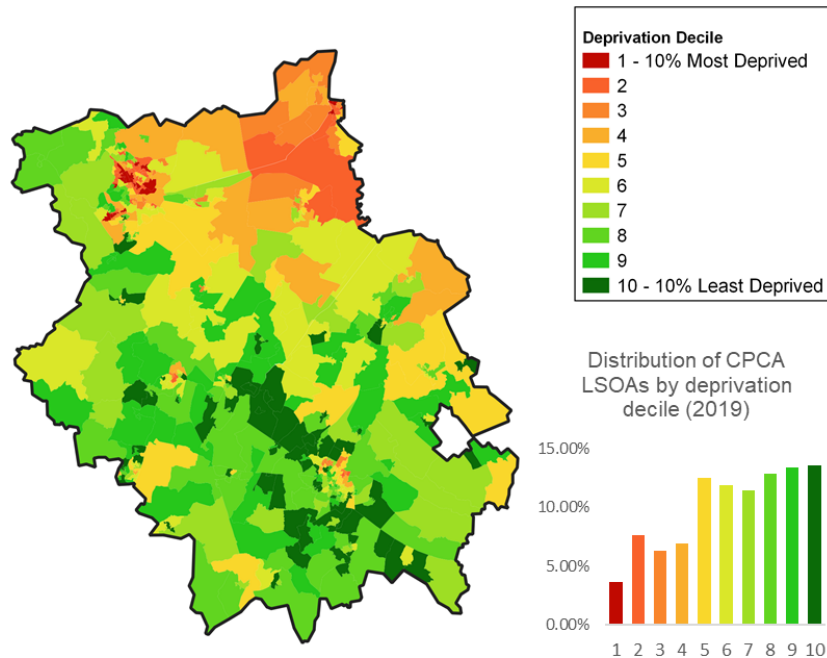 Deprivation Decile
1 - 10% Most Deprived
2
3
4
5
6
7
8
9
10 - 10% Least Deprived
Distribution of CPCA
LSOAs by deprivation
decile (2019)
15.00%
10.00%
5.00%
0.00%
1 2 3 4 5 6 7 8 9 10